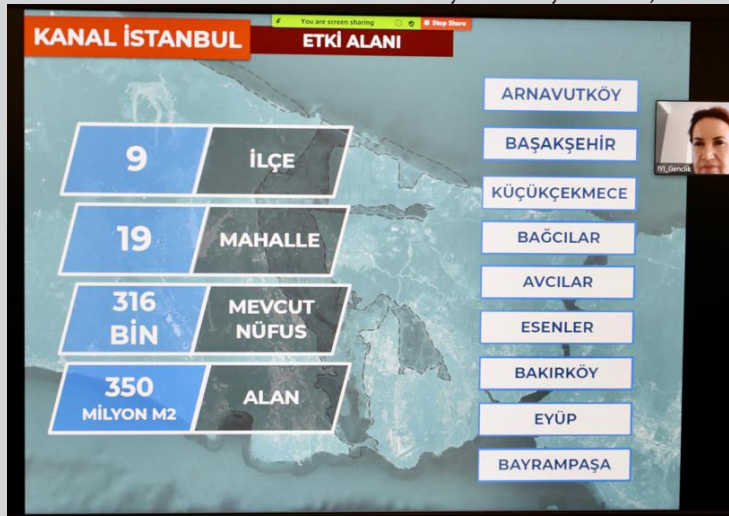 You are screen sharing
Stop Share
KANAL İSTANBUL
ETKİ ALANI
9
İLÇE
19
MAHALLE
316
BİN
MEVCUT
NÜFUS
350
MİLYON M2
ALAN
ARNAVUTKÖY
BAŞAKŞEHİR
KÜÇÜKÇEKMECE
BAĞCILAR
AVCILAR
ESENLER
BAKIRKÖY
EYÜP
BAYRAMPAŞA
IYI_Genclik